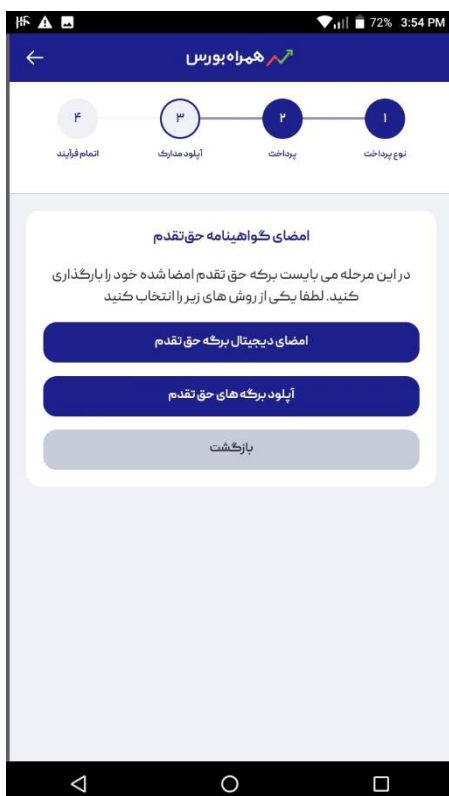 72% 3:54 PM
همراه بورس
۱ ۲ ۳ ۴
نوع پرداخت پرداخت آپلود مدارک اتمام فرآیند
امضای گواهینامه حق تقدم
در این مرحله می بایست برکه حق تقدم امضا شده خود را بارگذاری
کنید. لطفا یکی از روش های زیر را انتخاب کنید
امضای دیجیتال برگه حق تقدم
آپلود برگه های حق تقدم
بازگشت